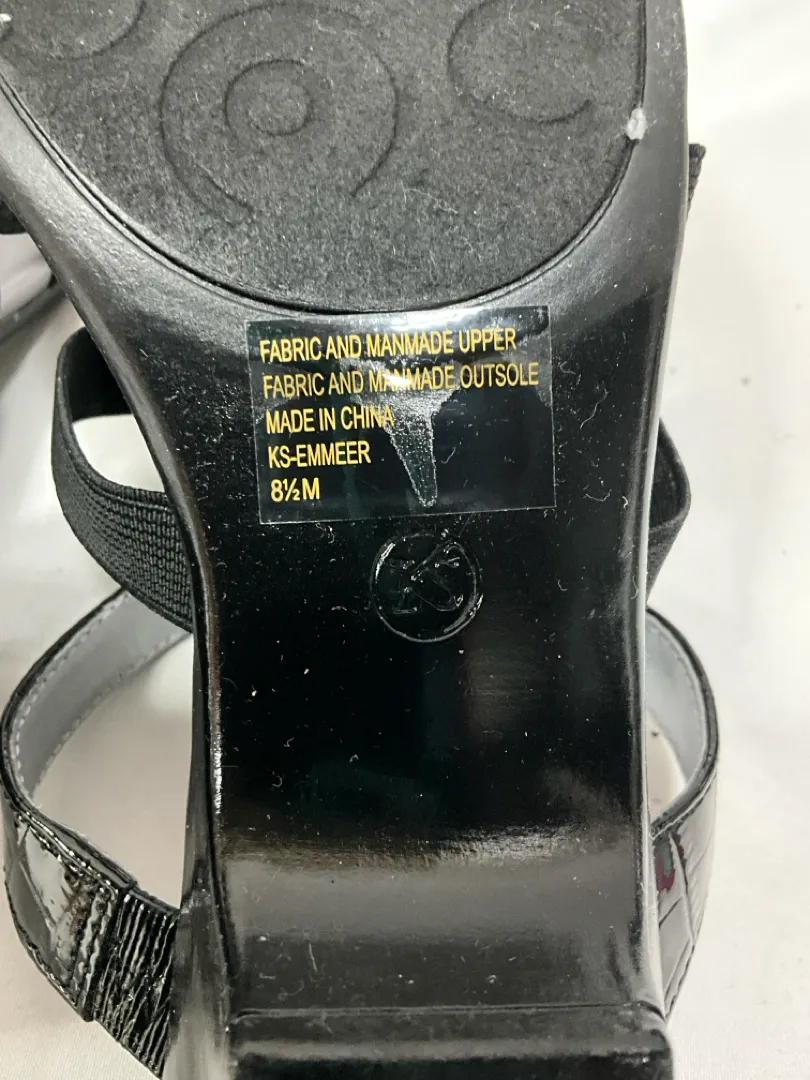 FABRIC AND MANMADE UPPER
FABRIC AND MANMADE OUTSOLE
MADE IN CHINA
KS-EMMEER
8½M